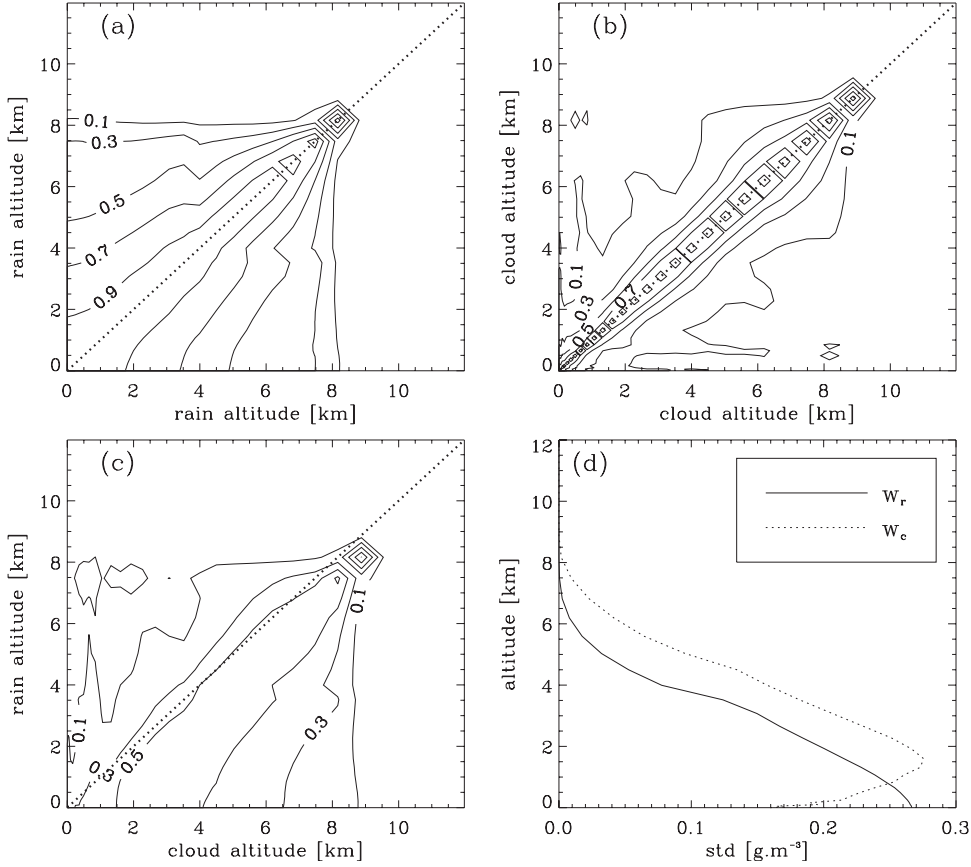 (a)
10
8
6
4
2
0
0.1
0.3
0.5
0.7
0.9
0 2 4 6 8 10
rain altitude [km]
rain altitude [km]
(b)
10
8
6
4
2
0
0.1
0.1
0.3
0.5
0.7
0 2 4 6 8 10
cloud altitude [km]
cloud altitude [km]
(c)
10
8
6
4
2
0
0.1
0.1
0.3
0.3
0.5
0 2 4 6 8 10
cloud altitude [km]
rain altitude [km]
(d)
12
10
8
6
4
2
0
Wr
Wc
0.0 0.1 0.2 0.3
std [g.m⁻³]
altitude [km]